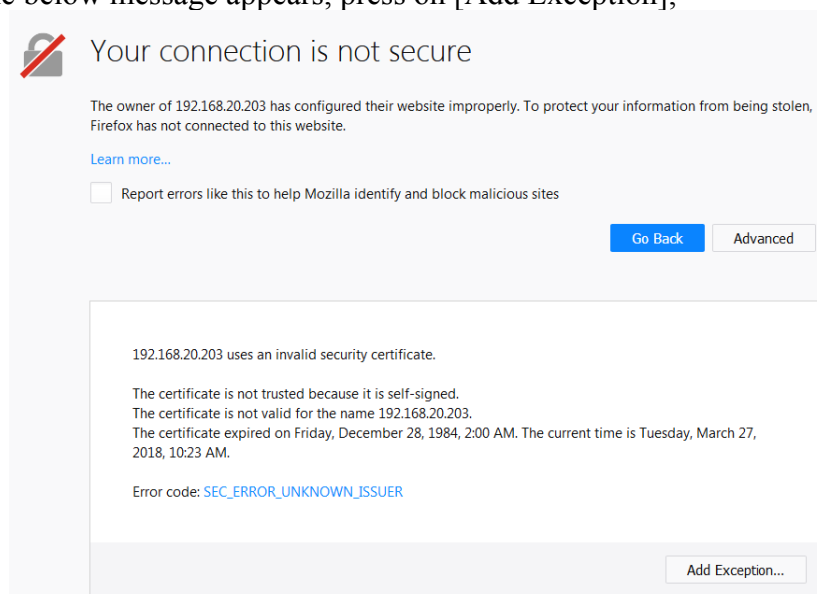 below message appears, press on [Add Exception];
Your connection is not secure
The owner of 192.168.20.203 has configured their website improperly. To protect your information from being stolen,
Firefox has not connected to this website.
Learn more...
Report errors like this to help Mozilla identify and block malicious sites
Go Back
Advanced
192.168.20.203 uses an invalid security certificate.
The certificate is not trusted because it is self-signed.
The certificate is not valid for the name 192.168.20.203.
The certificate expired on Friday, December 28, 1984, 2:00 AM. The current time is Tuesday, March 27,
2018, 10:23 AM.
Error code: SEC_ERROR_UNKNOWN_ISSUER
Add Exception...